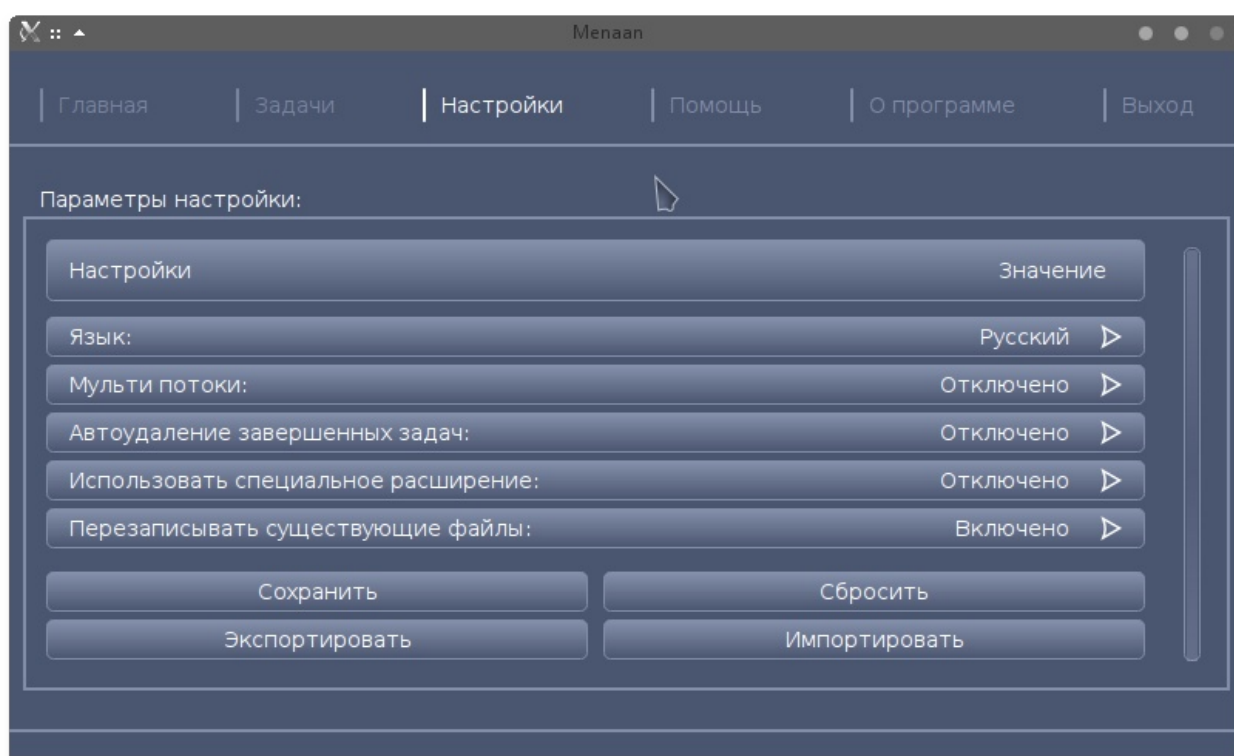 Menaan
Главная Задачи Настройки Помощь О программе Выход
Параметры настройки:
Настройки Значение
Язык: Русский
Мульти потоки: Отключено
Автоудаление завершенных задач: Отключено
Использовать специальное расширение: Отключено
Перезаписывать существующие файлы: Включено
Сохранить Сбросить
Экспортировать Импортировать